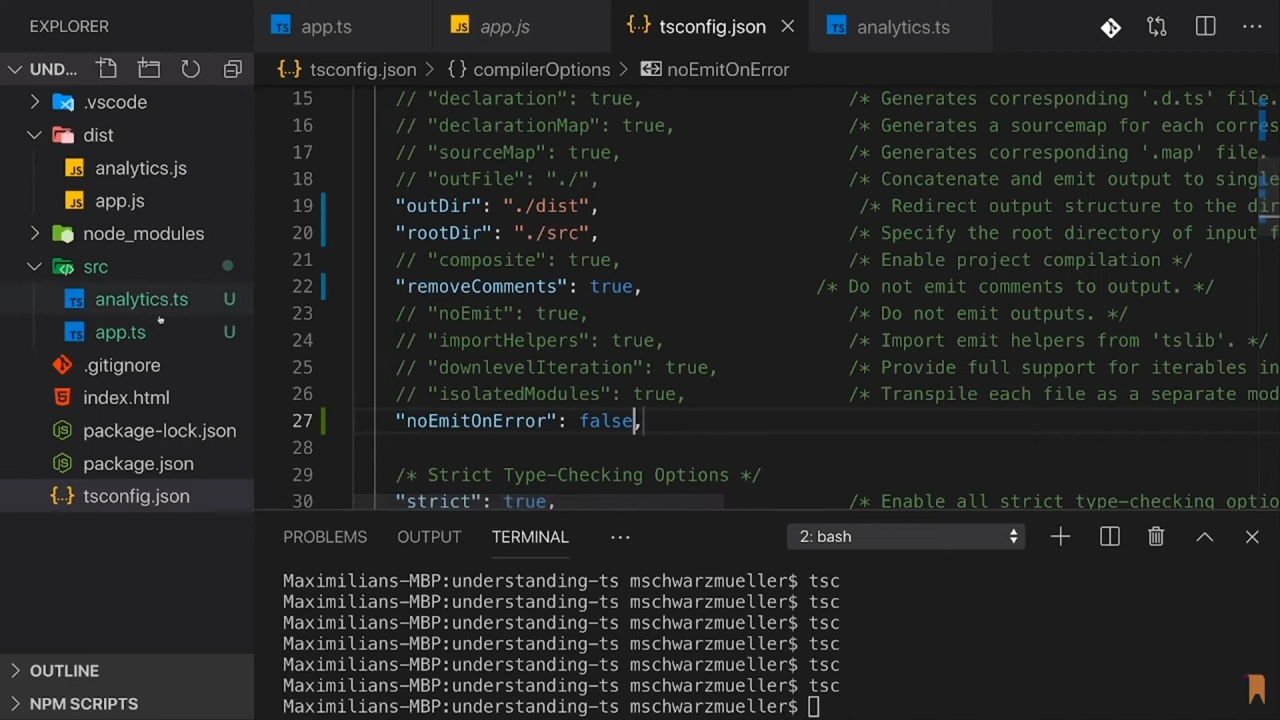 EXPLORER
app.ts
app.js
tsconfig.json
analytics.ts
UND...
tsconfig.json
{ } compilerOptions
noEmitOnError
.vscode
dist
analytics.js
app.js
node_modules
src
analytics.ts U
app.ts U
.gitignore
index.html
package-lock.json
package.json
tsconfig.json
15 // "declaration": true, /* Generates corresponding '.d.ts' file.
16 // "declarationMap": true, /* Generates a sourcemap for each corres
17 // "sourceMap": true, /* Generates corresponding '.map' file.
18 // "outFile": "./", /* Concatenate and emit output to singl
19 "outDir": "./dist", /* Redirect output structure to the dir
20 "rootDir": "./src", /* Specify the root directory of input f
21 // "composite": true, /* Enable project compilation */
22 "removeComments": true, /* Do not emit comments to output. */
23 // "noEmit": true, /* Do not emit outputs. */
24 // "importHelpers": true, /* Import emit helpers from 'tslib'. */
25 // "downlevelIteration": true, /* Provide full support for iterables in
26 // "isolatedModules": true, /* Transpile each file as a separate mod
27 "noEmitOnError": false,
28
29 /* Strict Type-Checking Options */
30 "strict": true, /* Enable all strict type-checking optio
PROBLEMS OUTPUT TERMINAL ... 2: bash
Maximilians-MBP:understanding-ts mschwarzmueller$ tsc
Maximilians-MBP:understanding-ts mschwarzmueller$ tsc
Maximilians-MBP:understanding-ts mschwarzmueller$ tsc
Maximilians-MBP:understanding-ts mschwarzmueller$ tsc
Maximilians-MBP:understanding-ts mschwarzmueller$ tsc
Maximilians-MBP:understanding-ts mschwarzmueller$ tsc
Maximilians-MBP:understanding-ts mschwarzmueller$
OUTLINE
NPM SCRIPTS